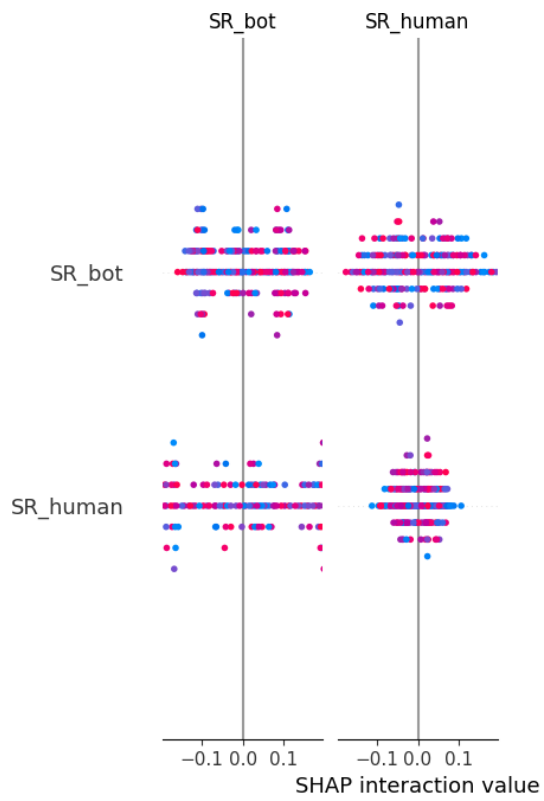 SR_bot SR_human
SR_bot
SR_human
−0.1 0.0 0.1 −0.1 0.0 0.1
SHAP interaction value